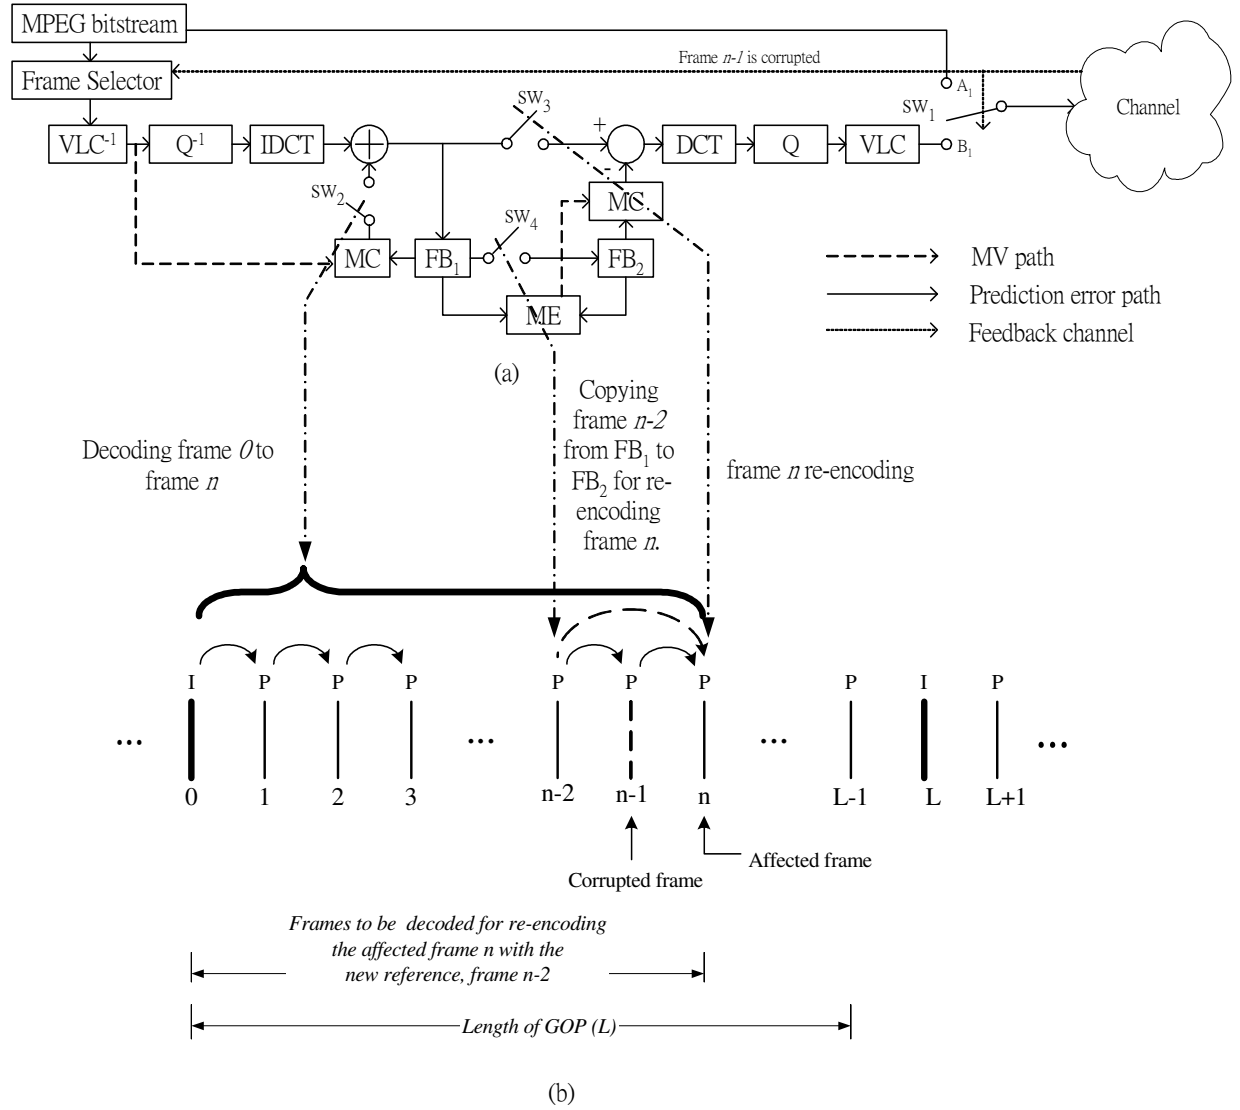 MPEG bitstream
Frame n-1 is corrupted
Frame Selector
A₁
SW₃
SW₁
Channel
+
VLC⁻¹
Q⁻¹
IDCT
DCT
Q
VLC
B₁
-
SW₂
MC
SW₄
MC
FB₁
FB₂
MV path
ME
Prediction error path
Feedback channel
(a)
Copying
frame n-2
from FB₁ to
FB₂ for re-
encoding
frame n.
Decoding frame 0 to
frame n
frame n re-encoding
I P P P P P P P I P
... ... ... ...
0 1 2 3 n-2 n-1 n L-1 L L+1
Affected frame
Corrupted frame
Frames to be decoded for re-encoding
the affected frame n with the
new reference, frame n-2
Length of GOP (L)
(b)